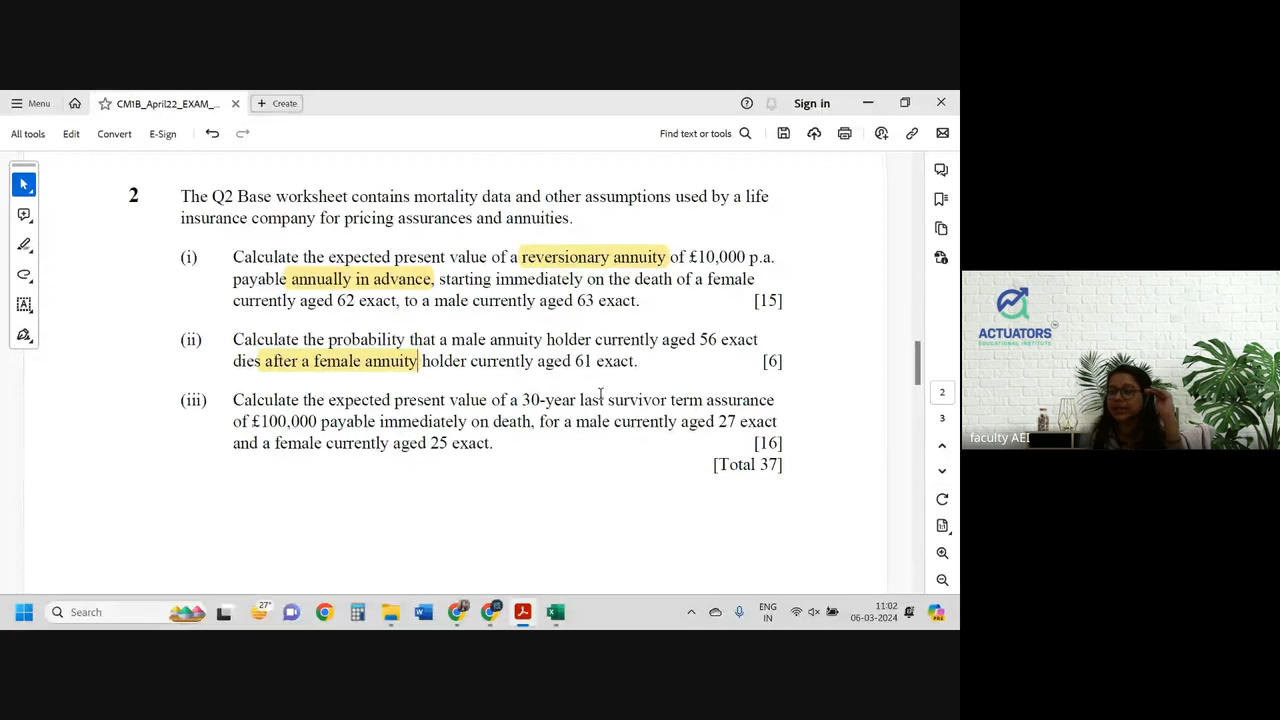 Menu
CM1B_April22_EXAM_...
Create
Sign in
All tools
Edit
Convert
E-Sign
Find text or tools
2
The Q2 Base worksheet contains mortality data and other assumptions used by a life
insurance company for pricing assurances and annuities.
(i)
Calculate the expected present value of a reversionary annuity of £10,000 p.a.
payable annually in advance, starting immediately on the death of a female
currently aged 62 exact, to a male currently aged 63 exact. [15]
(ii)
Calculate the probability that a male annuity holder currently aged 56 exact
dies after a female annuity holder currently aged 61 exact. [6]
(iii)
Calculate the expected present value of a 30-year last survivor term assurance
of £100,000 payable immediately on death, for a male currently aged 27 exact
and a female currently aged 25 exact. [16]
[Total 37]
2
3
ACTUATORS
EDUCATIONAL INSTITUTE
faculty AEI
Search
27°
ENG
IN
11:02
06-03-2024